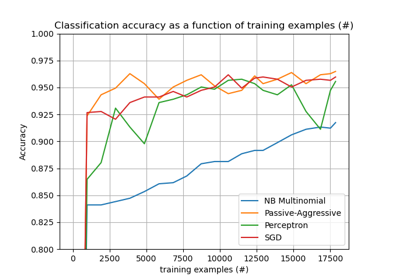 Classification accuracy as a function of training examples (#)
1.000
0.975
0.950
0.925
0.900
0.875
0.850
0.825
0.800
Accuracy
NB Multinomial
Passive-Aggressive
Perceptron
SGD
0 2500 5000 7500 10000 12500 15000 17500
training examples (#)